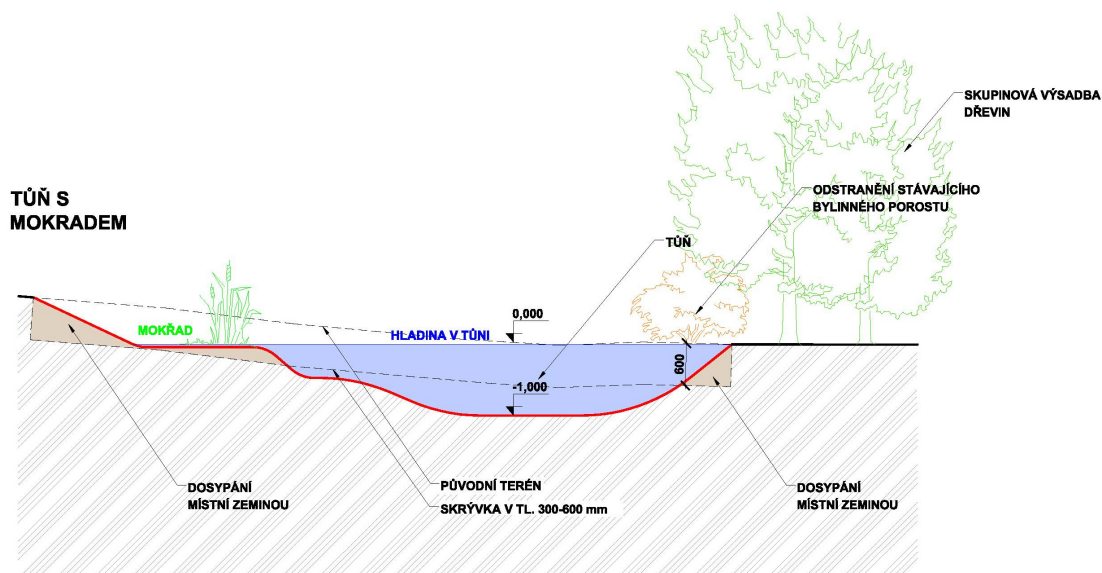 SKUPINOVÁ VÝSADBA
DŘEVIN
ODSTRANĚNÍ STÁVAJÍCÍHO
BYLINNÉHO POROSTU
TŮŇ S
MOKRADEM
TŮŇ
0,000
MOKŘAD
HLADINA V TŮNI
600
-1,000
DOSYPÁNÍ
MÍSTNÍ ZEMINOU
PŮVODNÍ TERÉN
SKRÝVKA V TL. 300-600 mm
DOSYPÁNÍ
MÍSTNÍ ZEMINOU